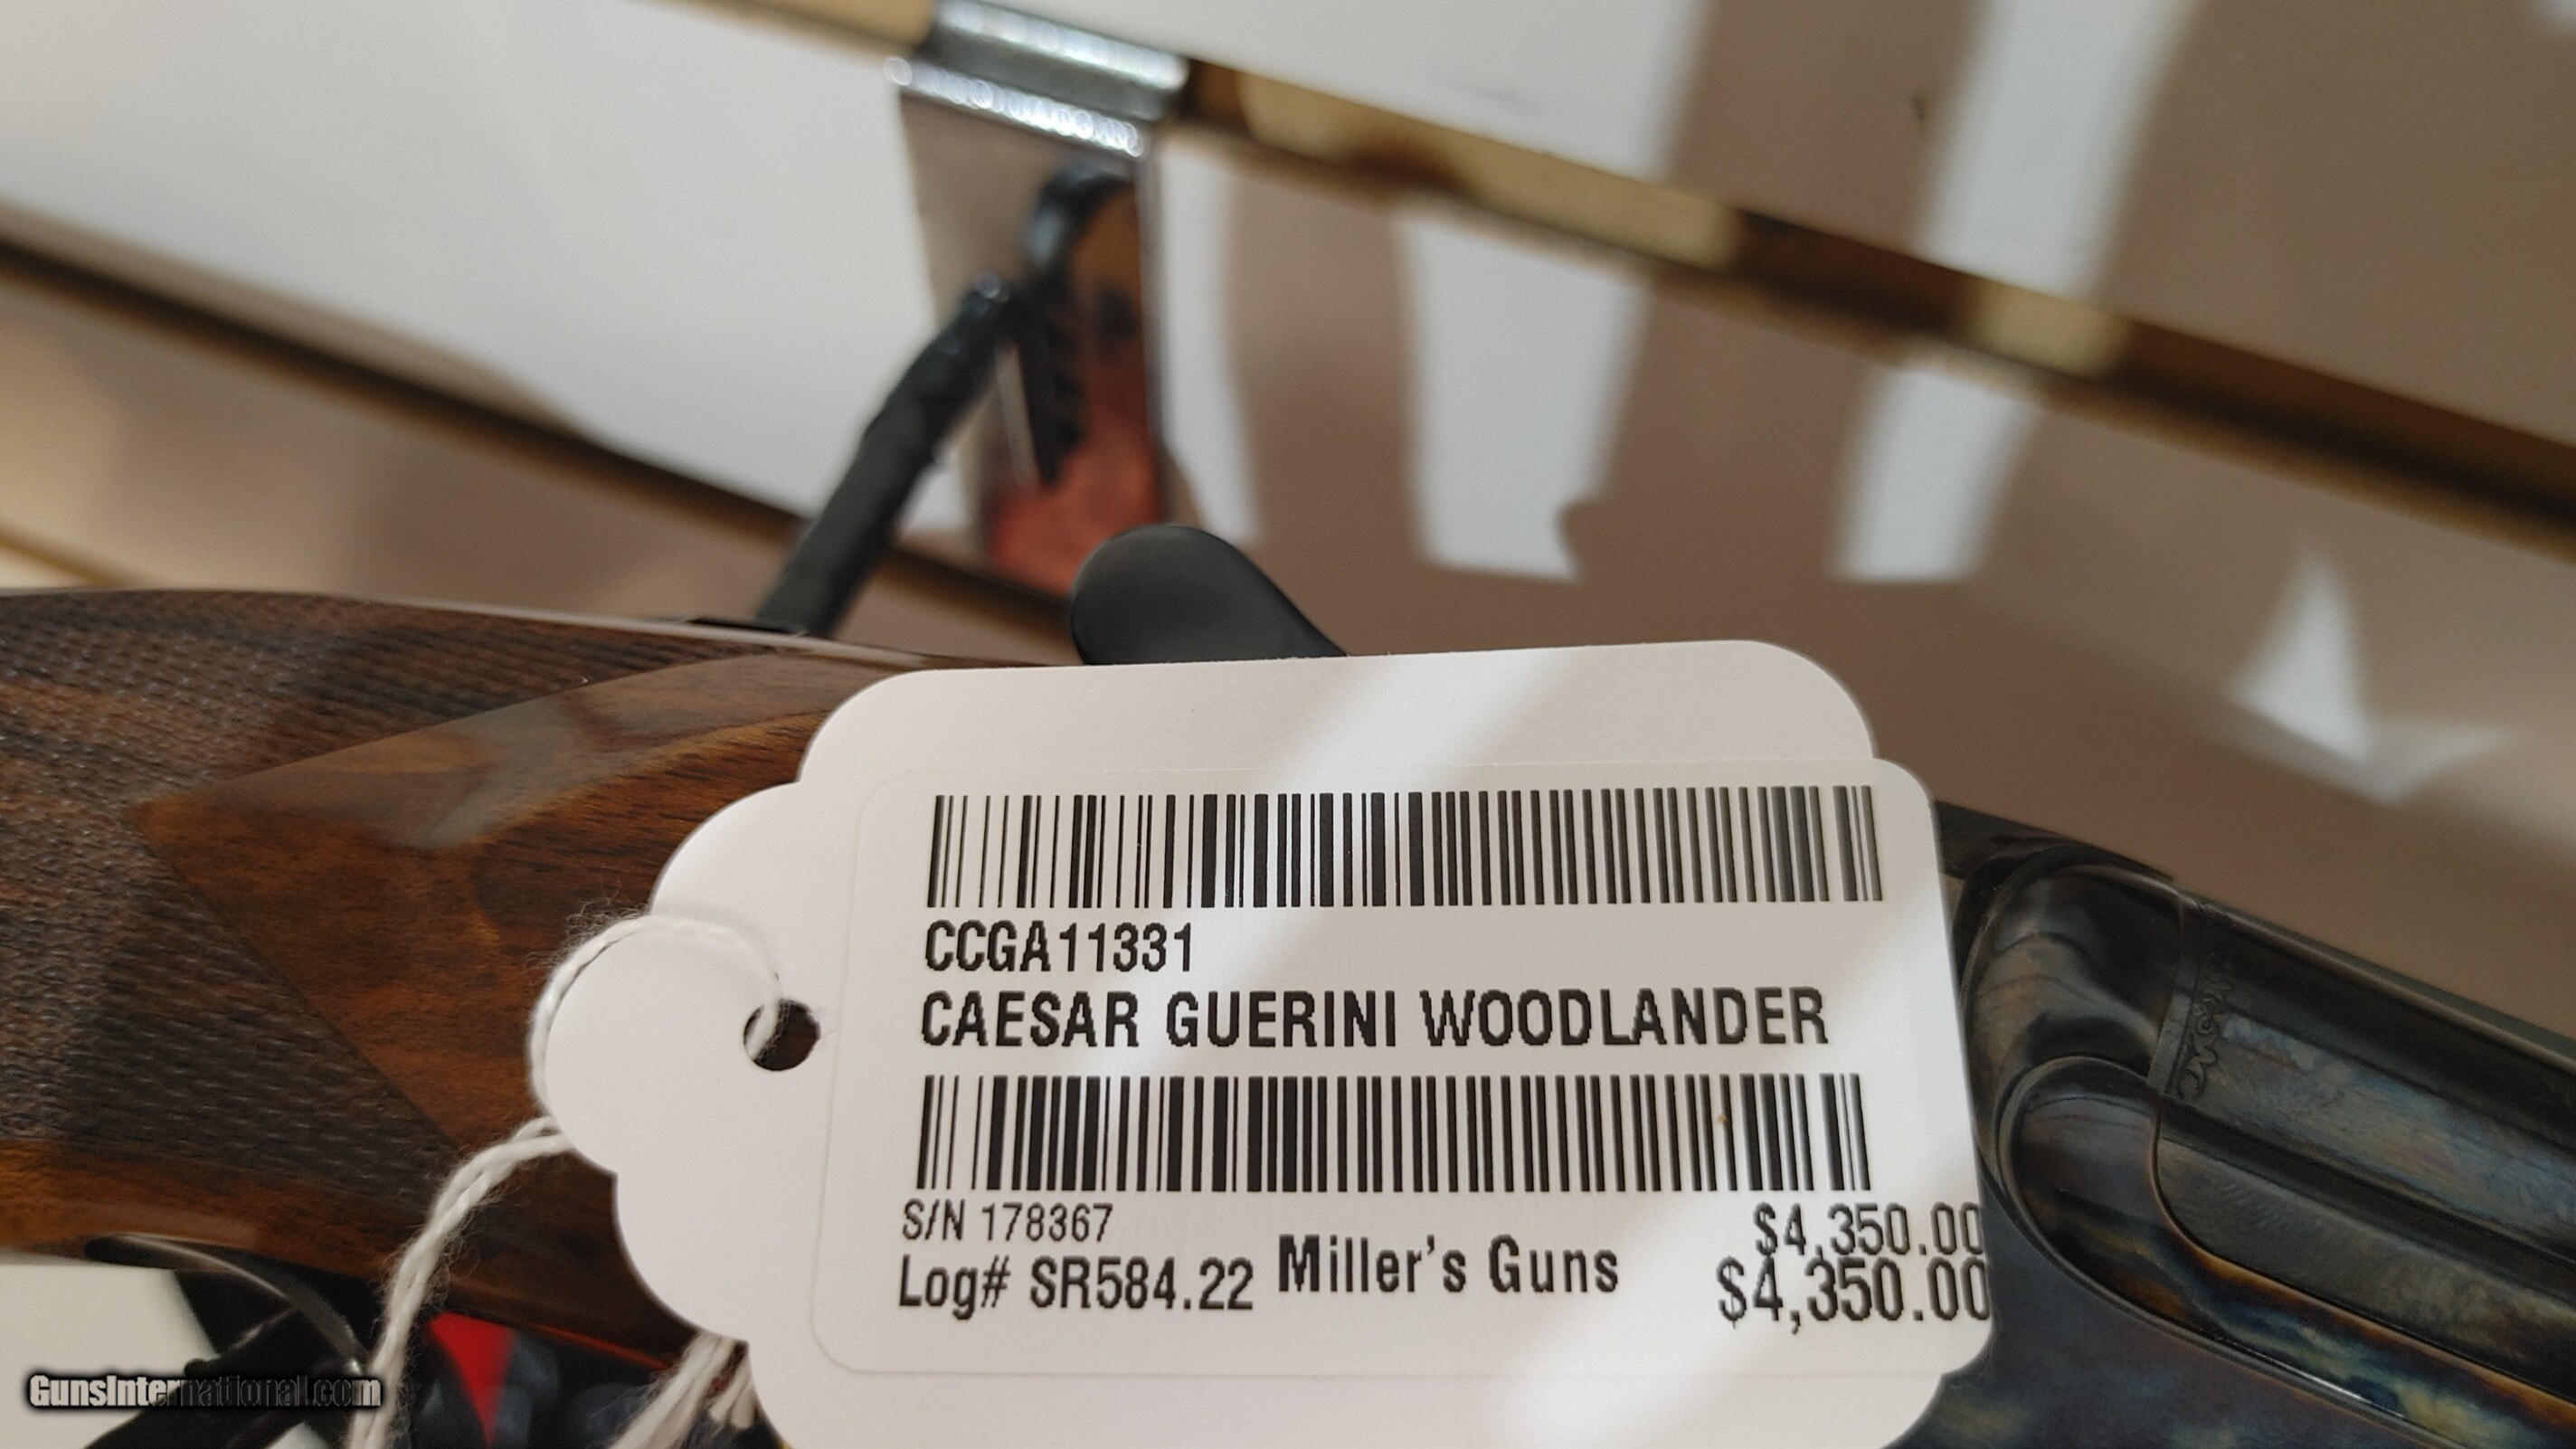 CCGA11331
CAESAR GUERINI WOODLANDER
S/N 178367
$4,350.00
Log# SR584.22 Miller's Guns $4,350.00
GunsInternational.com